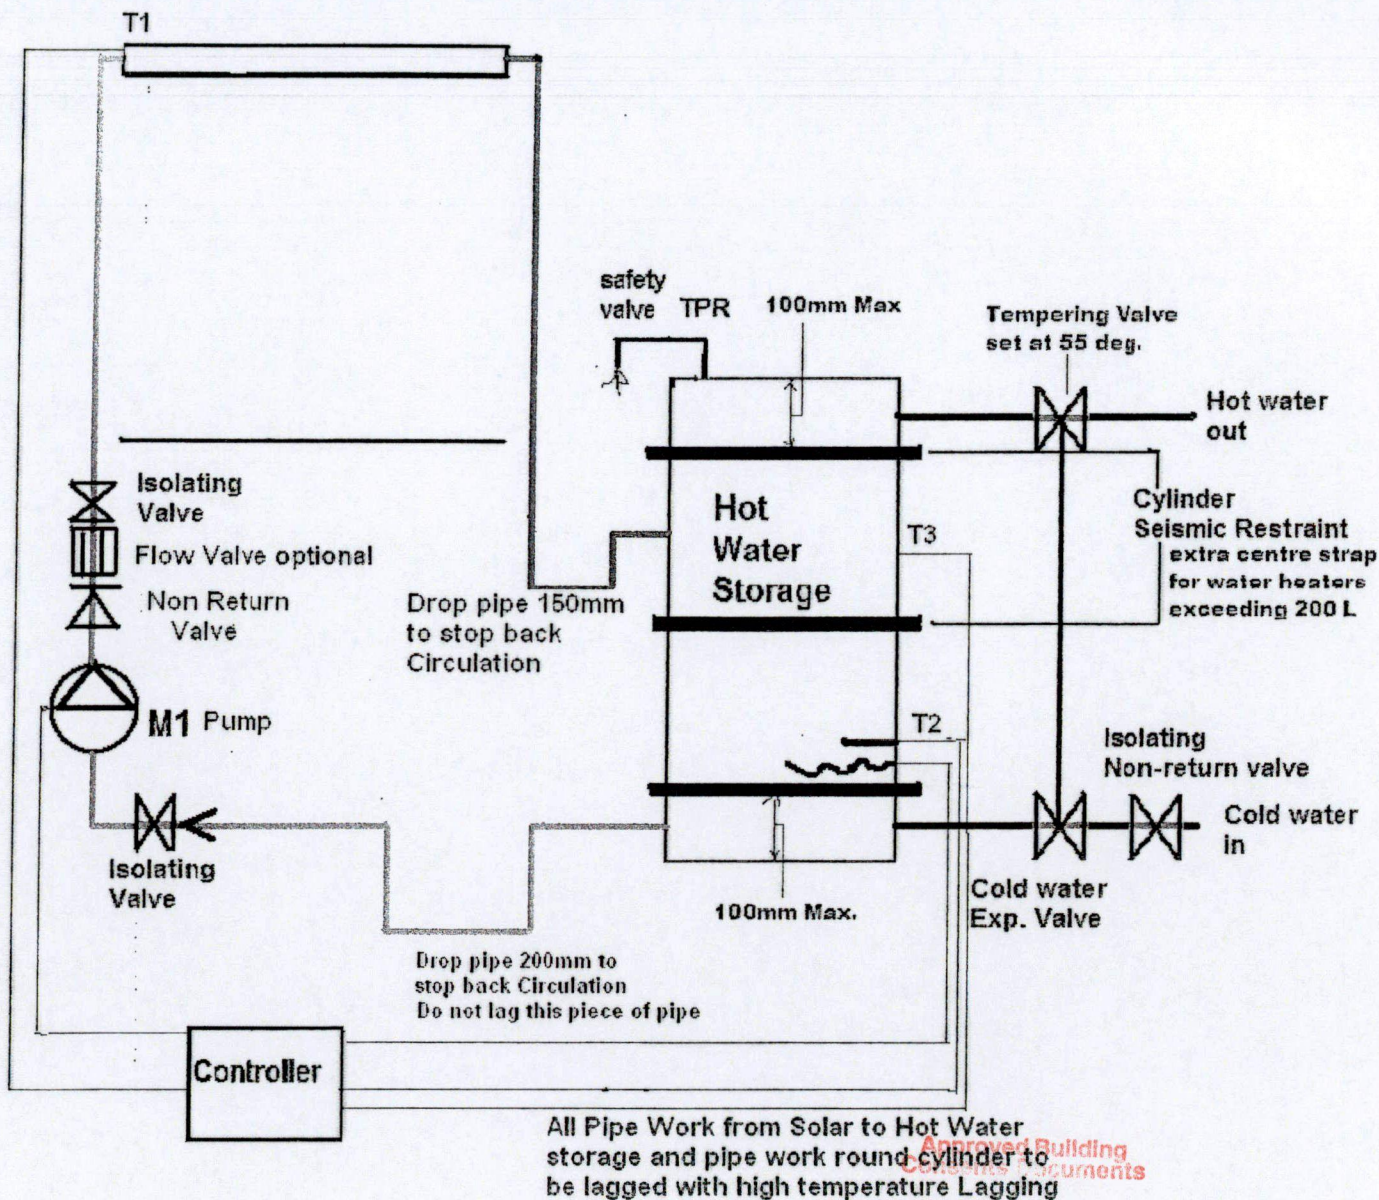 T1
safety
valve TPR
100mm Max
Tempering Valve
set at 55 deg.
Hot water
out
Isolating
Valve
Flow Valve optional
Non Return
Valve
Drop pipe 150mm
to stop back
Circulation
Hot
Water
Storage
T3
Cylinder
Seismic Restraint
extra centre strap
for water heaters
exceeding 200 L
M1 Pump
T2
Isolating
Non-return valve
Cold water
in
Isolating
Valve
100mm Max.
Cold water
Exp. Valve
Drop pipe 200mm to
stop back Circulation
Do not lag this piece of pipe
Controller
All Pipe Work from Solar to Hot Water
storage and pipe work round cylinder to
be lagged with high temperature Lagging
Approved Building
Consents Documents